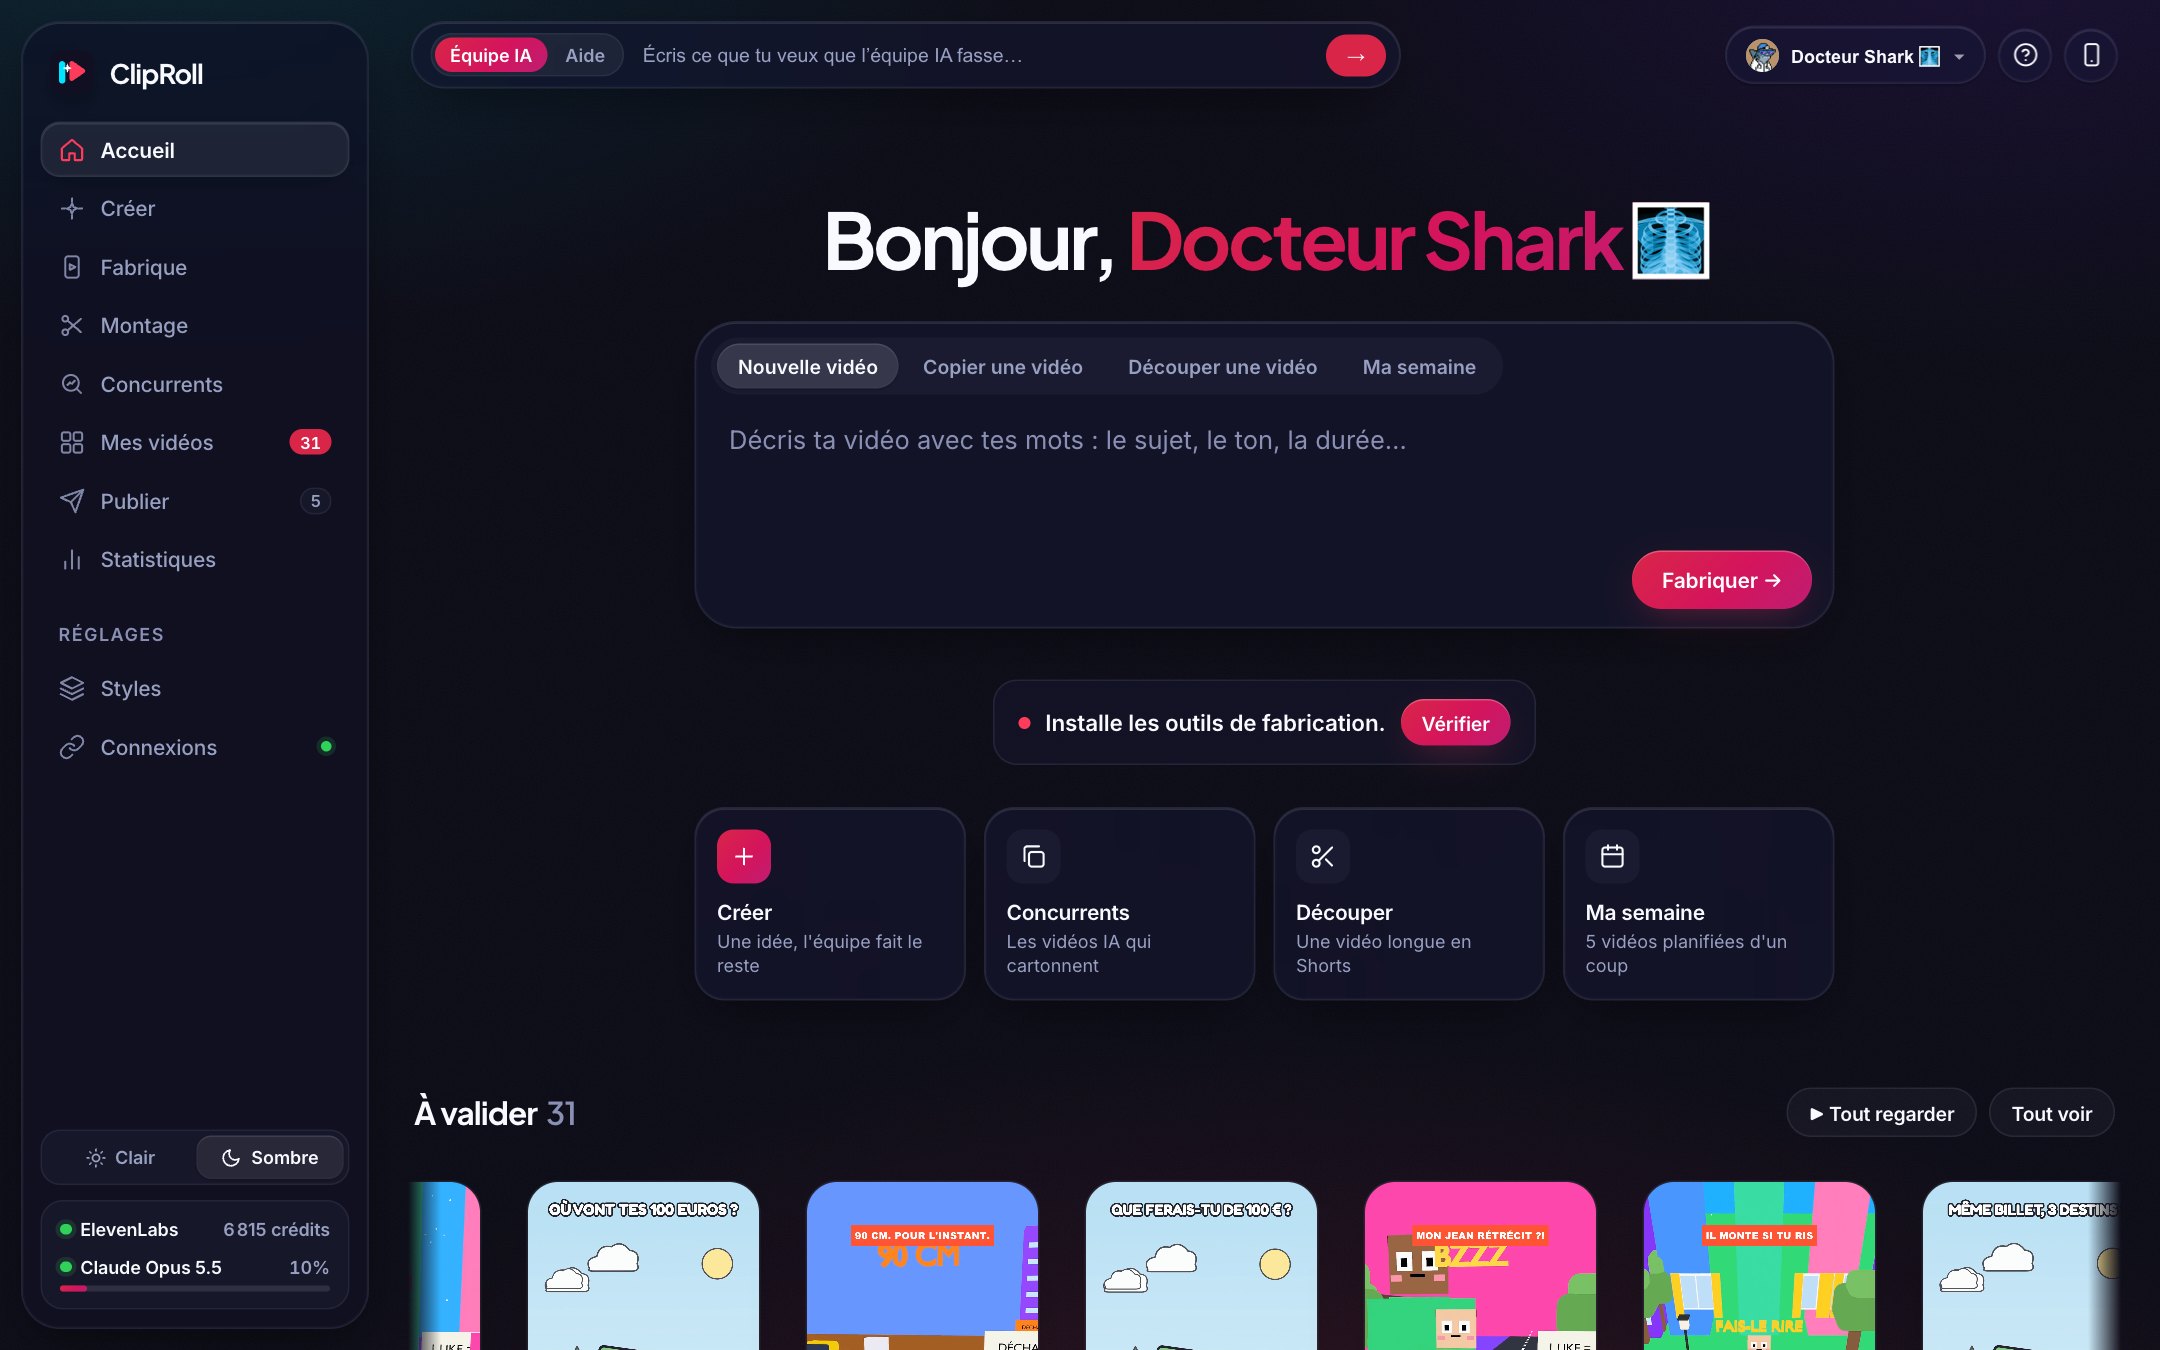 ClipRoll
Équipe IA
Aide
Écris ce que tu veux que l'équipe IA fasse…
→
Docteur Shark
Accueil
Créer
Fabrique
Montage
Concurrents
Mes vidéos 31
Publier 5
Statistiques
RÉGLAGES
Styles
Connexions
Clair
Sombre
ElevenLabs 6 815 crédits
Claude Opus 5.5 10%
Bonjour, Docteur Shark
Nouvelle vidéo
Copier une vidéo
Découper une vidéo
Ma semaine
Décris ta vidéo avec tes mots : le sujet, le ton, la durée…
Fabriquer →
Installe les outils de fabrication.
Vérifier
Créer
Une idée, l'équipe fait le
reste
Concurrents
Les vidéos IA qui
cartonnent
Découper
Une vidéo longue en
Shorts
Ma semaine
5 vidéos planifiées d'un
coup
À valider 31
Tout regarder
Tout voir
OÙ VONT TES 100 EUROS ?
90 CM. POUR L'INSTANT.
90 CM
QUE FERAIS-TU DE 100 € ?
MON JEAN RÉTRÉCIT ?!
BZZZ
IL MONTE SI TU RIS
FAIS-LE RIRE
MÊME BILLET, 3 DESTINS